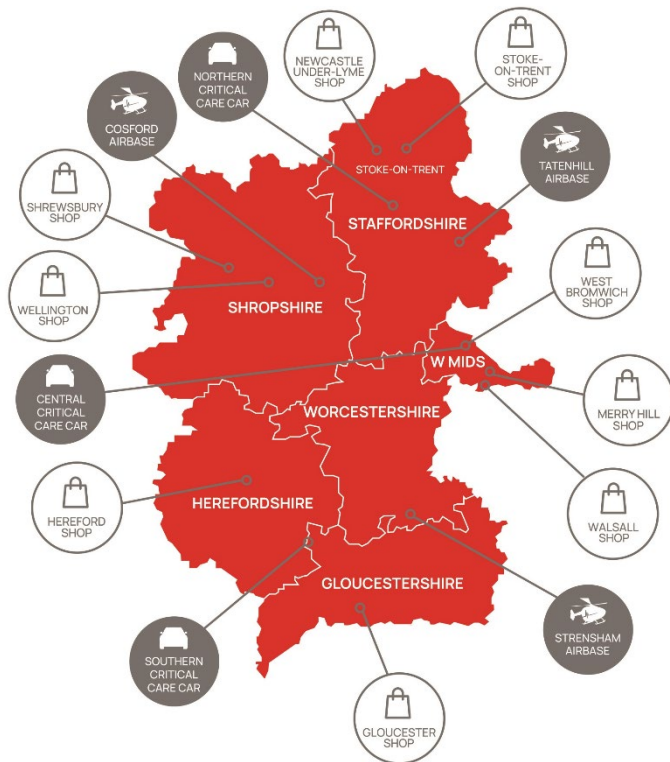 NEWCASTLE
UNDER-LYME
SHOP
STOKE-
ON-TRENT
SHOP
NORTHERN
CRITICAL
CARE CAR
COSFORD
AIRBASE
TATENHILL
AIRBASE
SHREWSBURY
SHOP
STOKE-ON-TRENT
STAFFORDSHIRE
WEST
BROMWICH
SHOP
WELLINGTON
SHOP
SHROPSHIRE
W MIDS
CENTRAL
CRITICAL
CARE CAR
MERRY HILL
SHOP
WORCESTERSHIRE
HEREFORD
SHOP
HEREFORDSHIRE
WALSALL
SHOP
GLOUCESTERSHIRE
STRENSHAM
AIRBASE
SOUTHERN
CRITICAL
CARE CAR
GLOUCESTER
SHOP